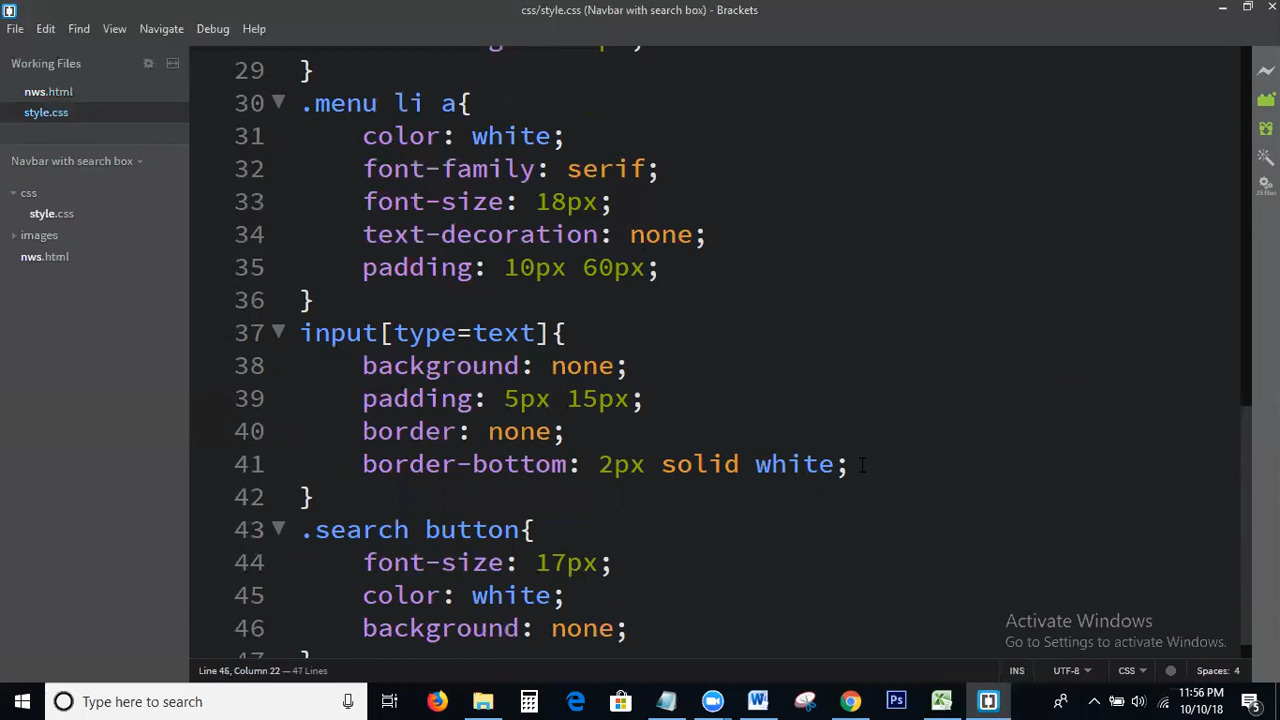 css/style.css (Navbar with search box) - Brackets
File Edit Find View Navigate Debug Help
Working Files
nws.html
style.css
Navbar with search box
css
style.css
images
nws.html
29 }
30 .menu li a{
31 color: white;
32 font-family: serif;
33 font-size: 18px;
34 text-decoration: none;
35 padding: 10px 60px;
36 }
37 input[type=text]{
38 background: none;
39 padding: 5px 15px;
40 border: none;
41 border-bottom: 2px solid white;
42 }
43 .search button{
44 font-size: 17px;
45 color: white;
46 background: none;
47 }
Activate Windows
Go to Settings to activate Windows.
Line 46, Column 22 — 47 Lines
INS UTF-8 CSS Spaces: 4
Type here to search
11:56 PM
10/10/18
5